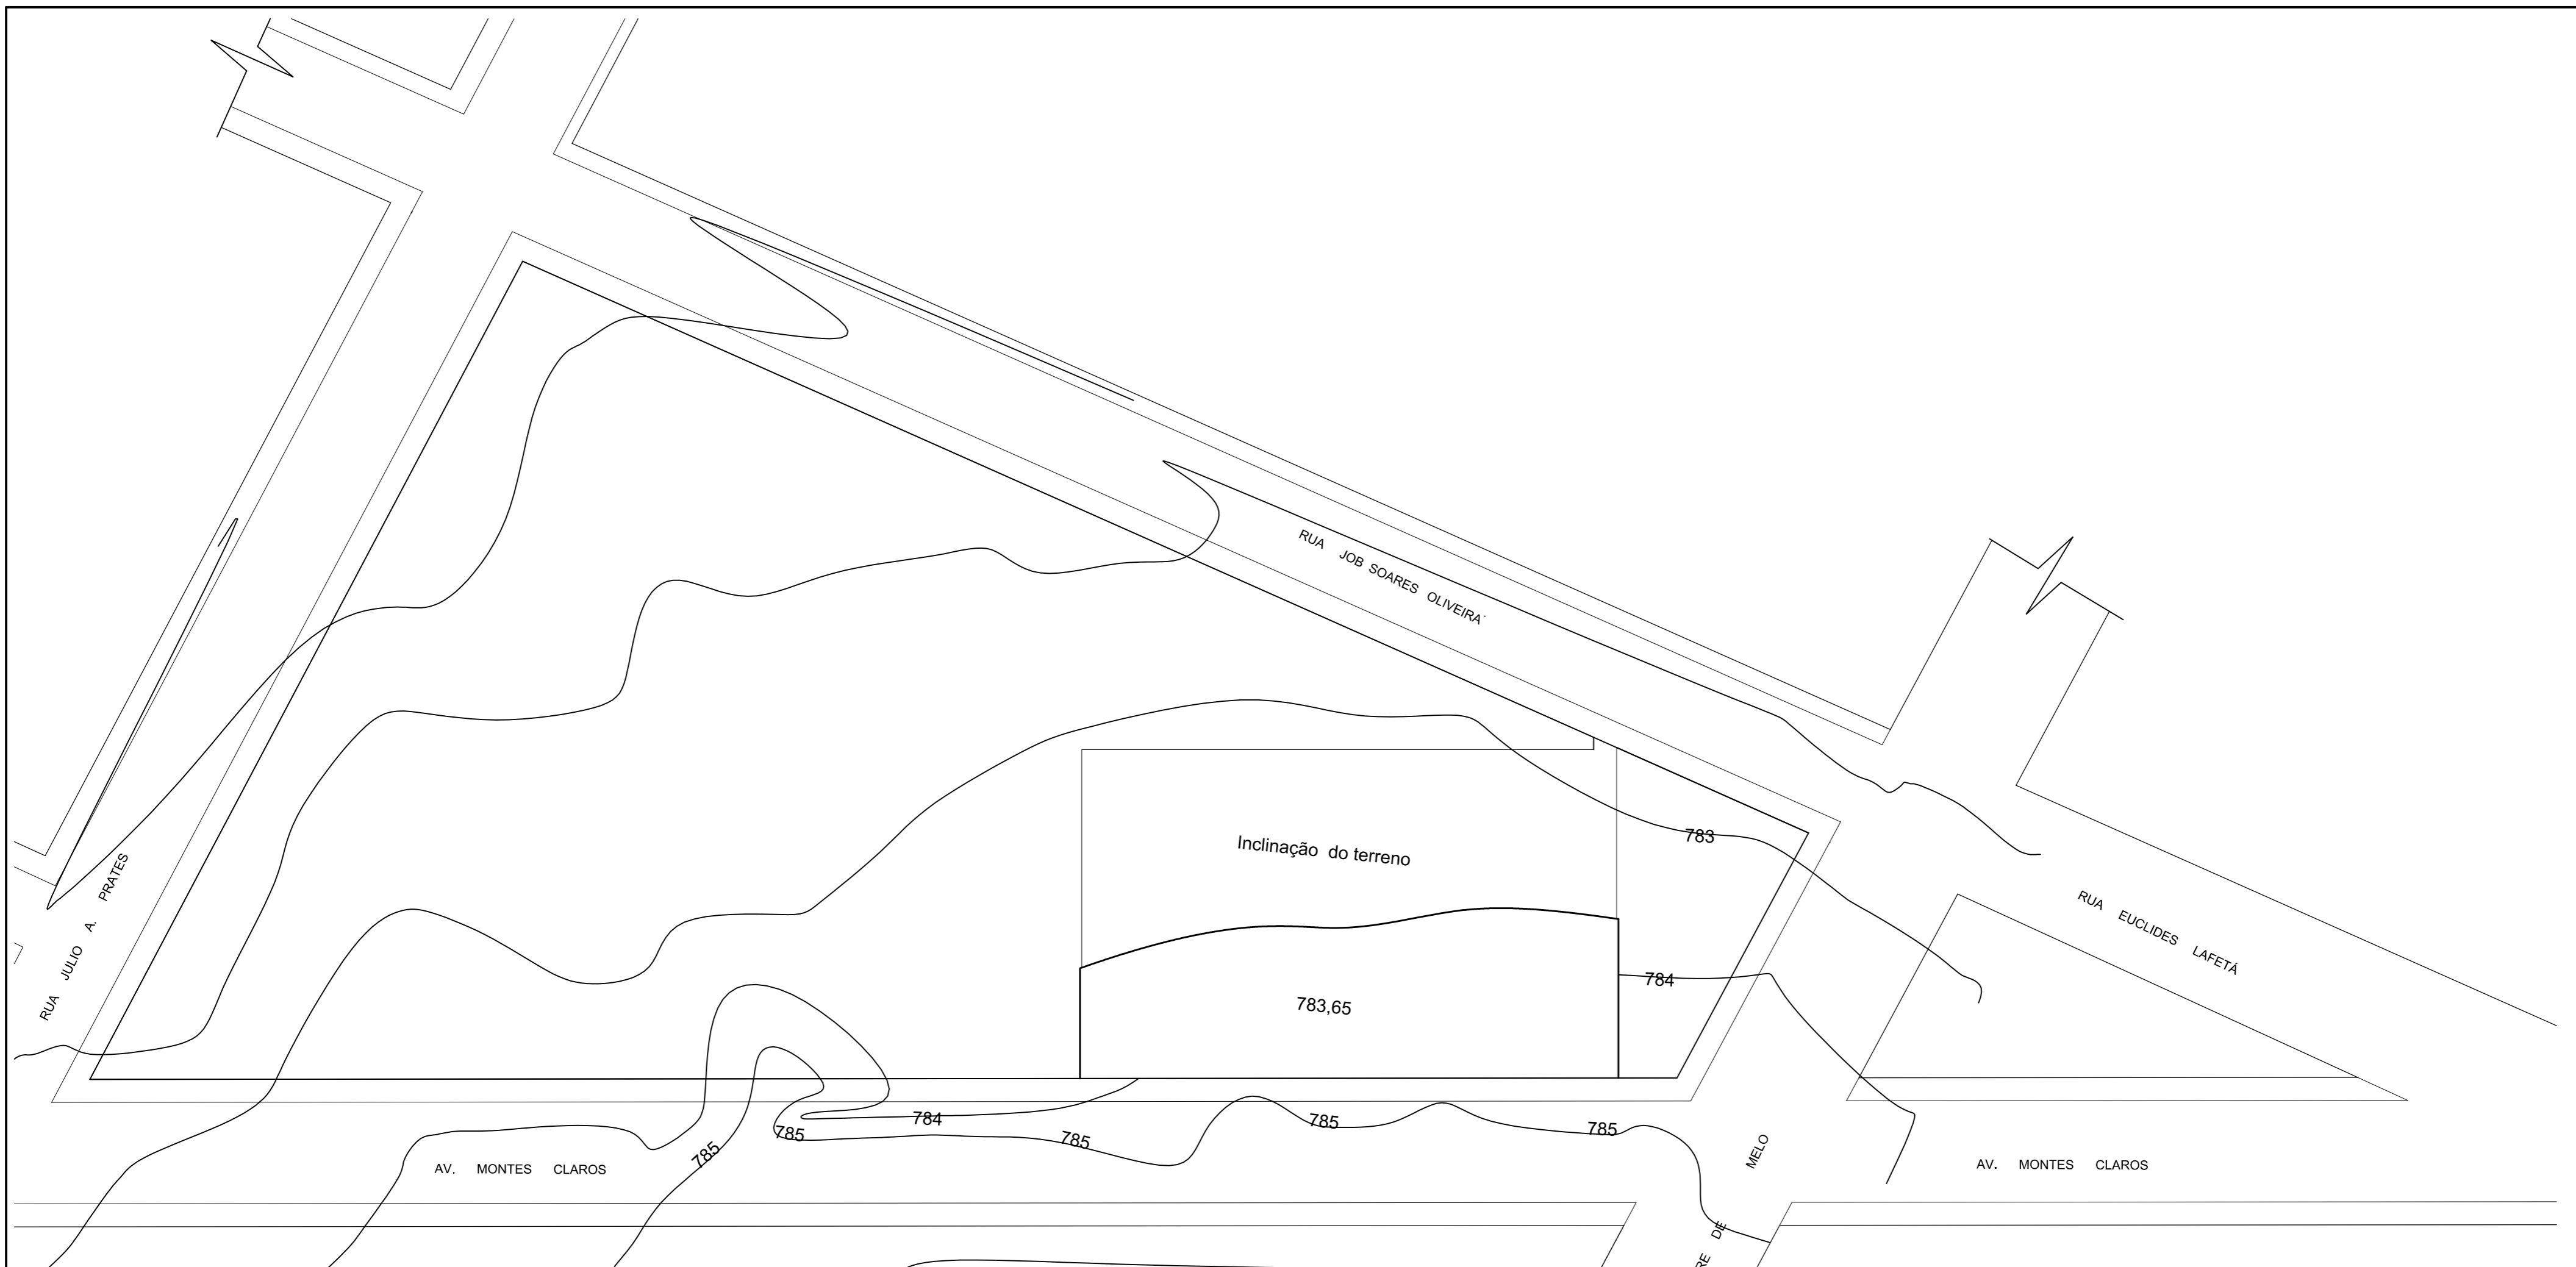 RUA JOB SOARES OLIVEIRA
783
Inclinação do terreno
RUA JULIO A. PRATES
RUA EUCLIDES LAFETÁ
784
783,65
784
785
785
785
785
785
AV. MONTES CLAROS
MELO
AV. MONTES CLAROS
DE